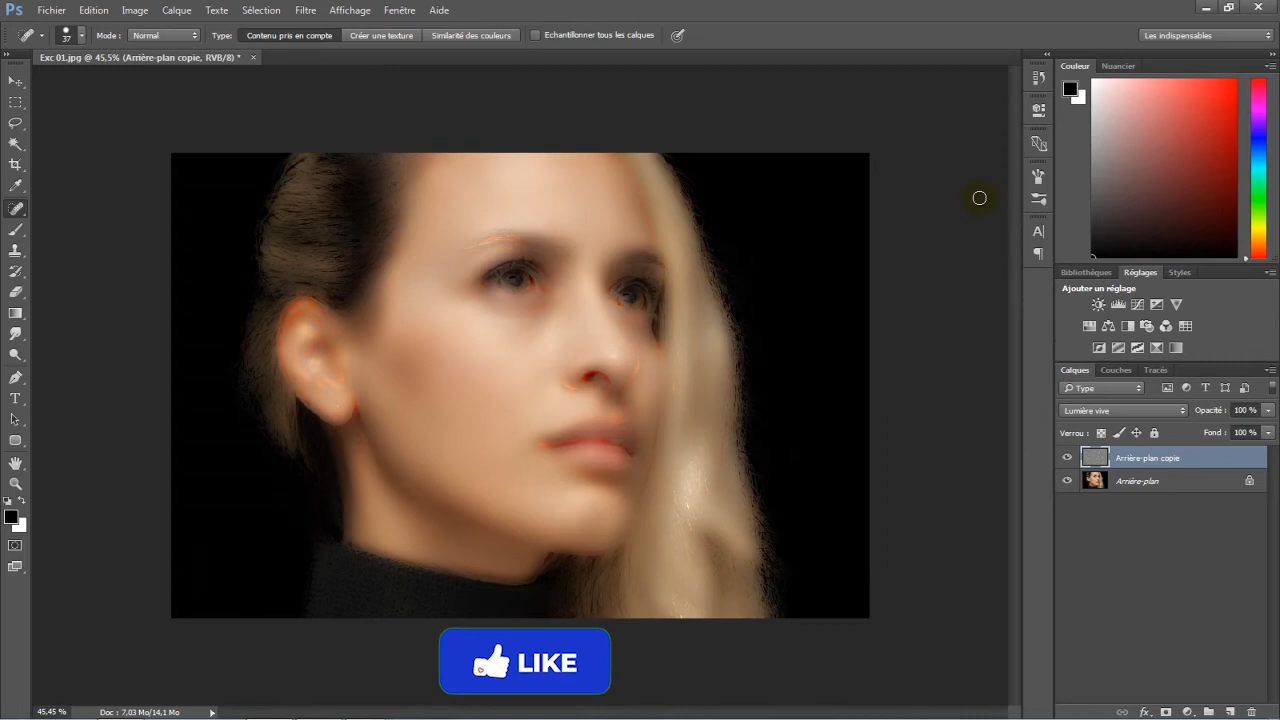 Ps Fichier Edition Image Calque Texte Sélection Filtre Affichage Fenêtre Aide
37 Mode : Normal Type: Contenu pris en compte Créer une texture Similarité des couleurs Echantillonner tous les calques Les indispensables
Exc 01.jpg @ 45,5% (Arrière-plan copie, RVB/8) *
Couleur Nuancier
Bibliothèques Réglages Styles
Ajouter un réglage
Calques Couches Tracés
Type
Lumière vive Opacité : 100 %
Verrou : Fond : 100 %
Arrière-plan copie
Arrière-plan
LIKE
45,45 % Doc : 7,03 Mo/14,1 Mo